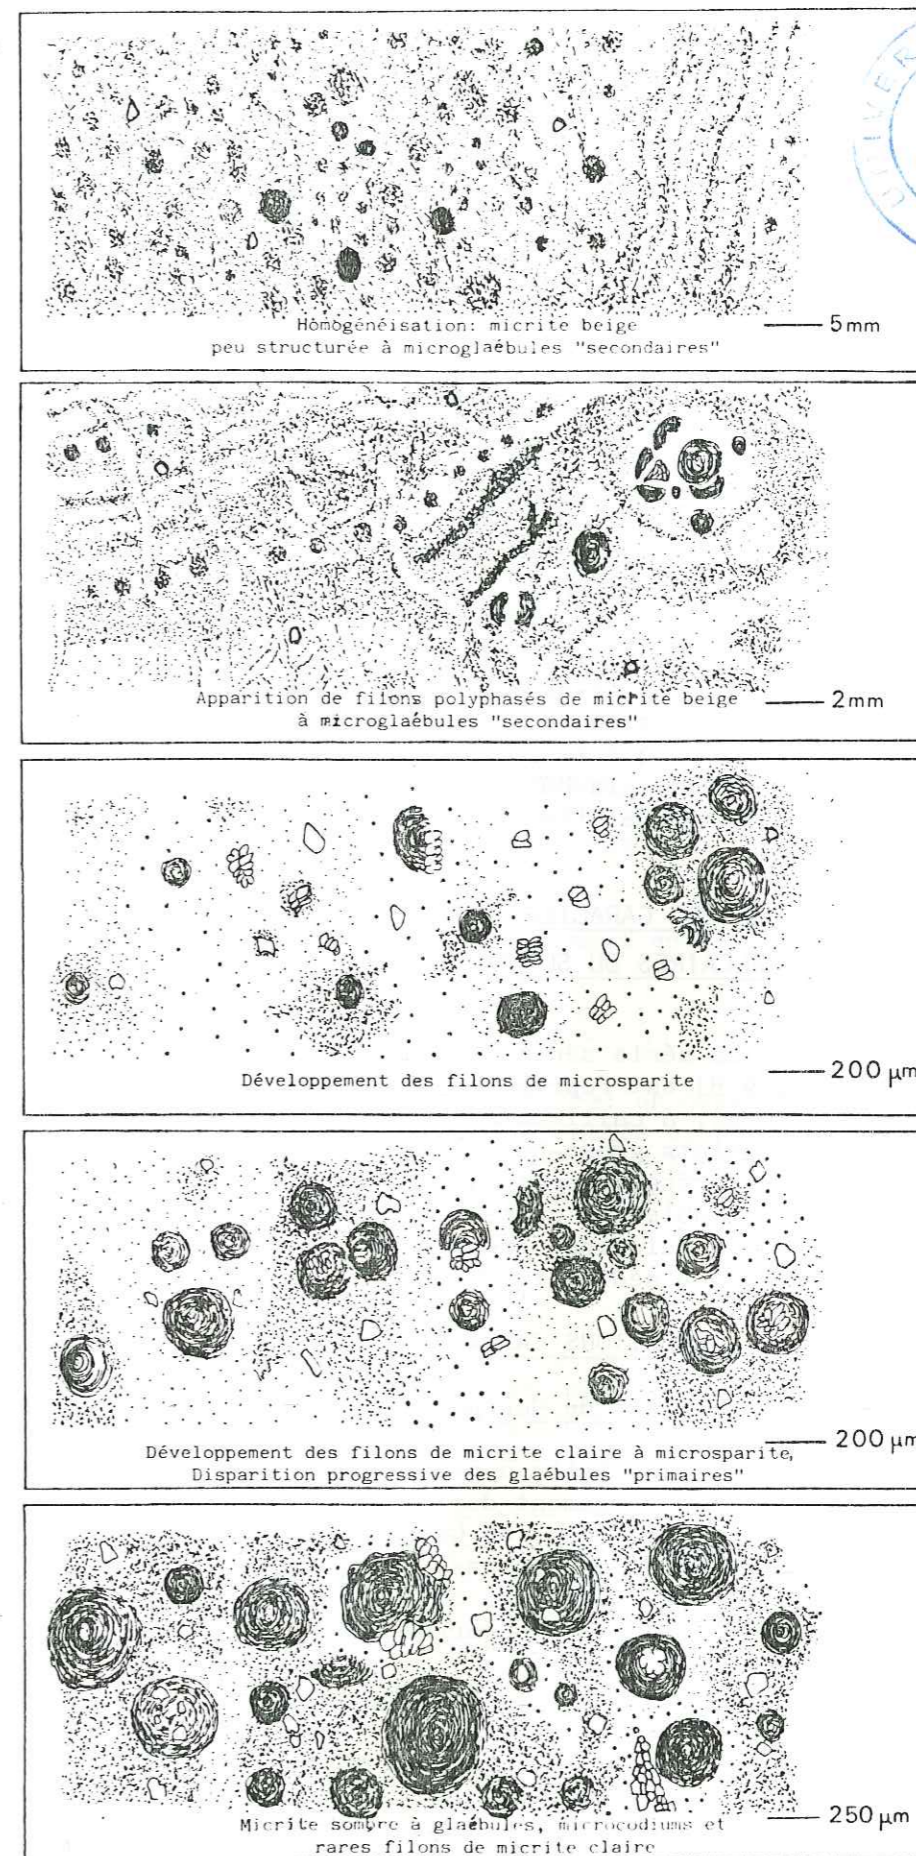 UNIVER
Homogénéisation: micrite beige
peu structurée à microglaébules "secondaires"
5mm
Apparition de filons polyphasés de micrite beige
à microglaébules "secondaires"
2mm
Développement des filons de microsparite
200 µm
Développement des filons de micrite claire à microsparite,
Disparition progressive des glaébules "primaires"
200 µm
Micrite sombre à glaébules, microcodiums et
rares filons de micrite claire
250 µm